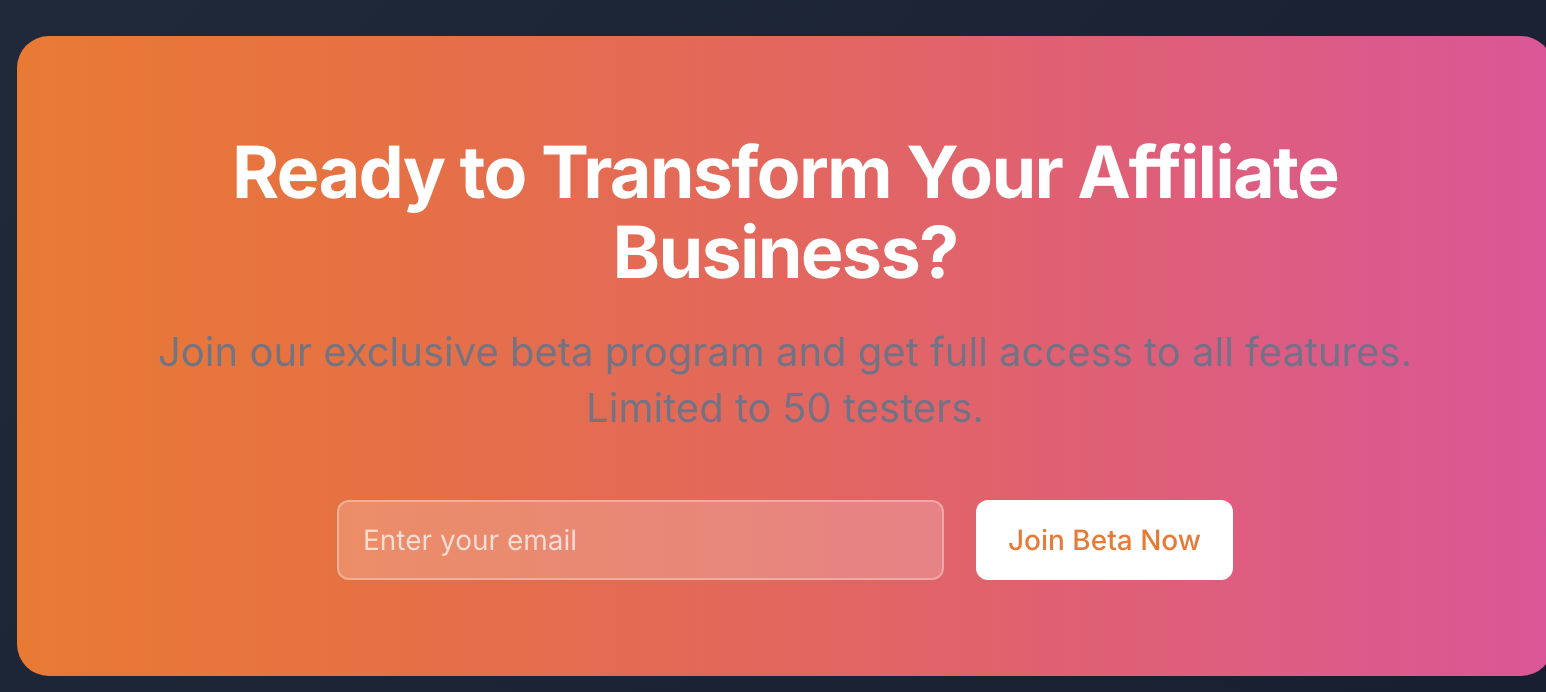 Ready to Transform Your Affiliate
Business?
Join our exclusive beta program and get full access to all features.
Limited to 50 testers.
Enter your email
Join Beta Now